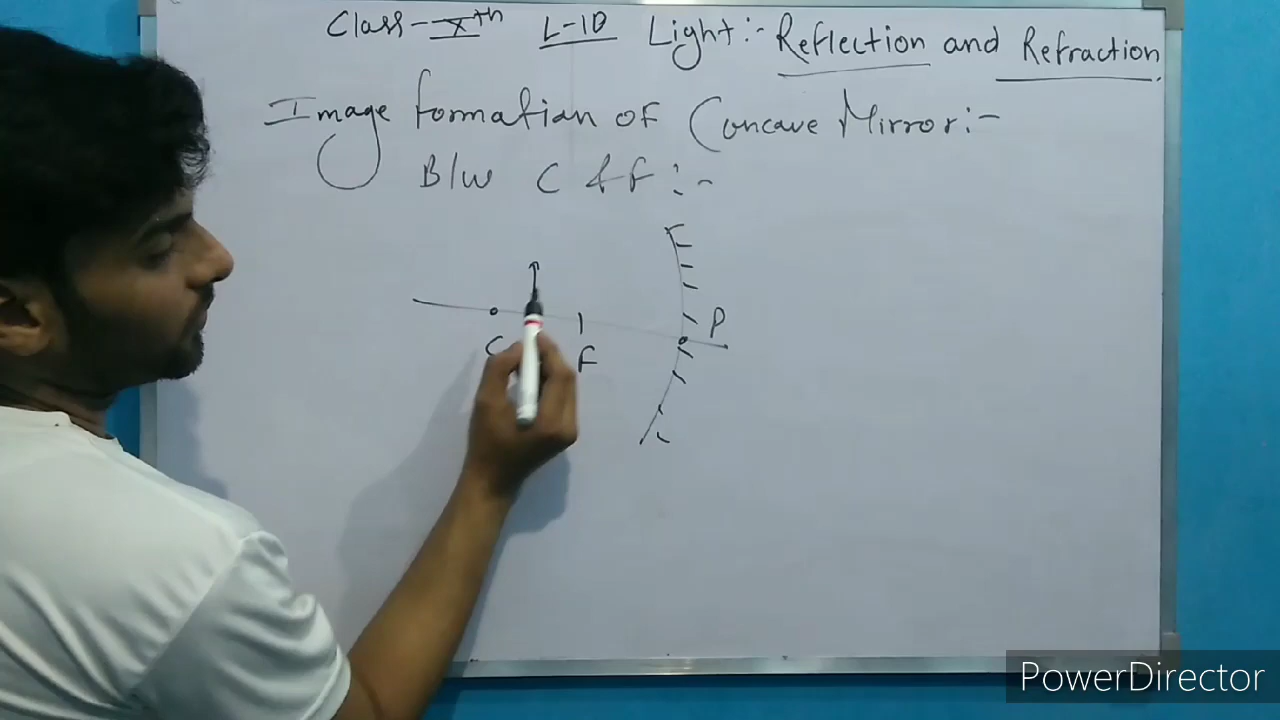 Class-Xth L-10 Light:- Reflection and Refraction.
Image formation of Concave Mirror:-
B/w C & F:-
P
C
F
PowerDirector